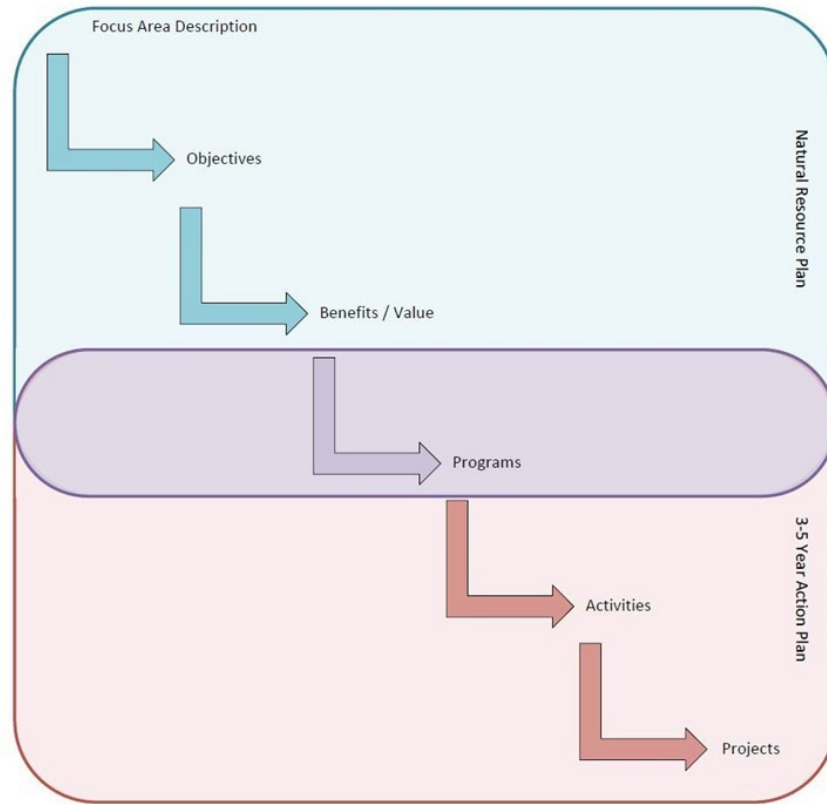 Focus Area Description
Objectives
Natural Resource Plan
Benefits / Value
Programs
3-5 Year Action Plan
Activities
Projects